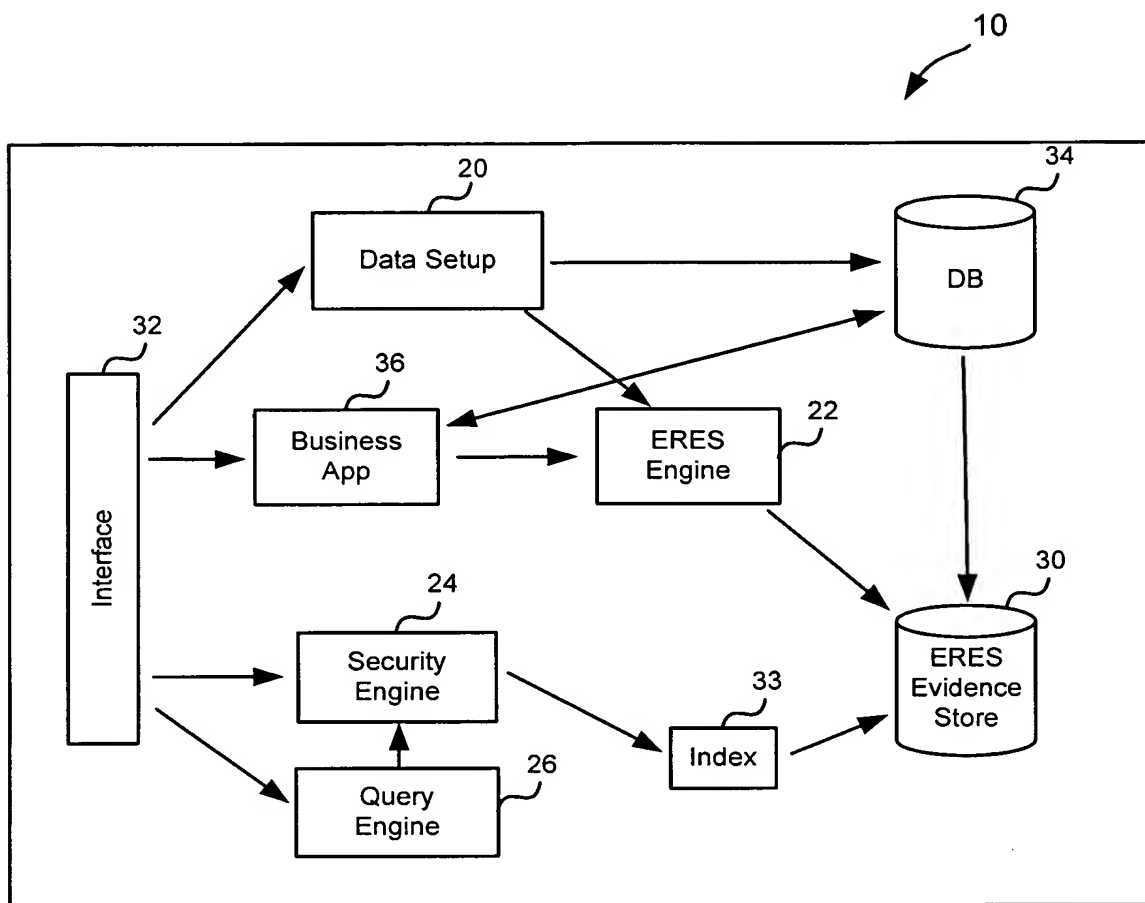 10
20
Data Setup
34
DB
32
Interface
36
Business
App
ERES
Engine
22
24
Security
Engine
26
Query
Engine
33
Index
30
ERES
Evidence
Store